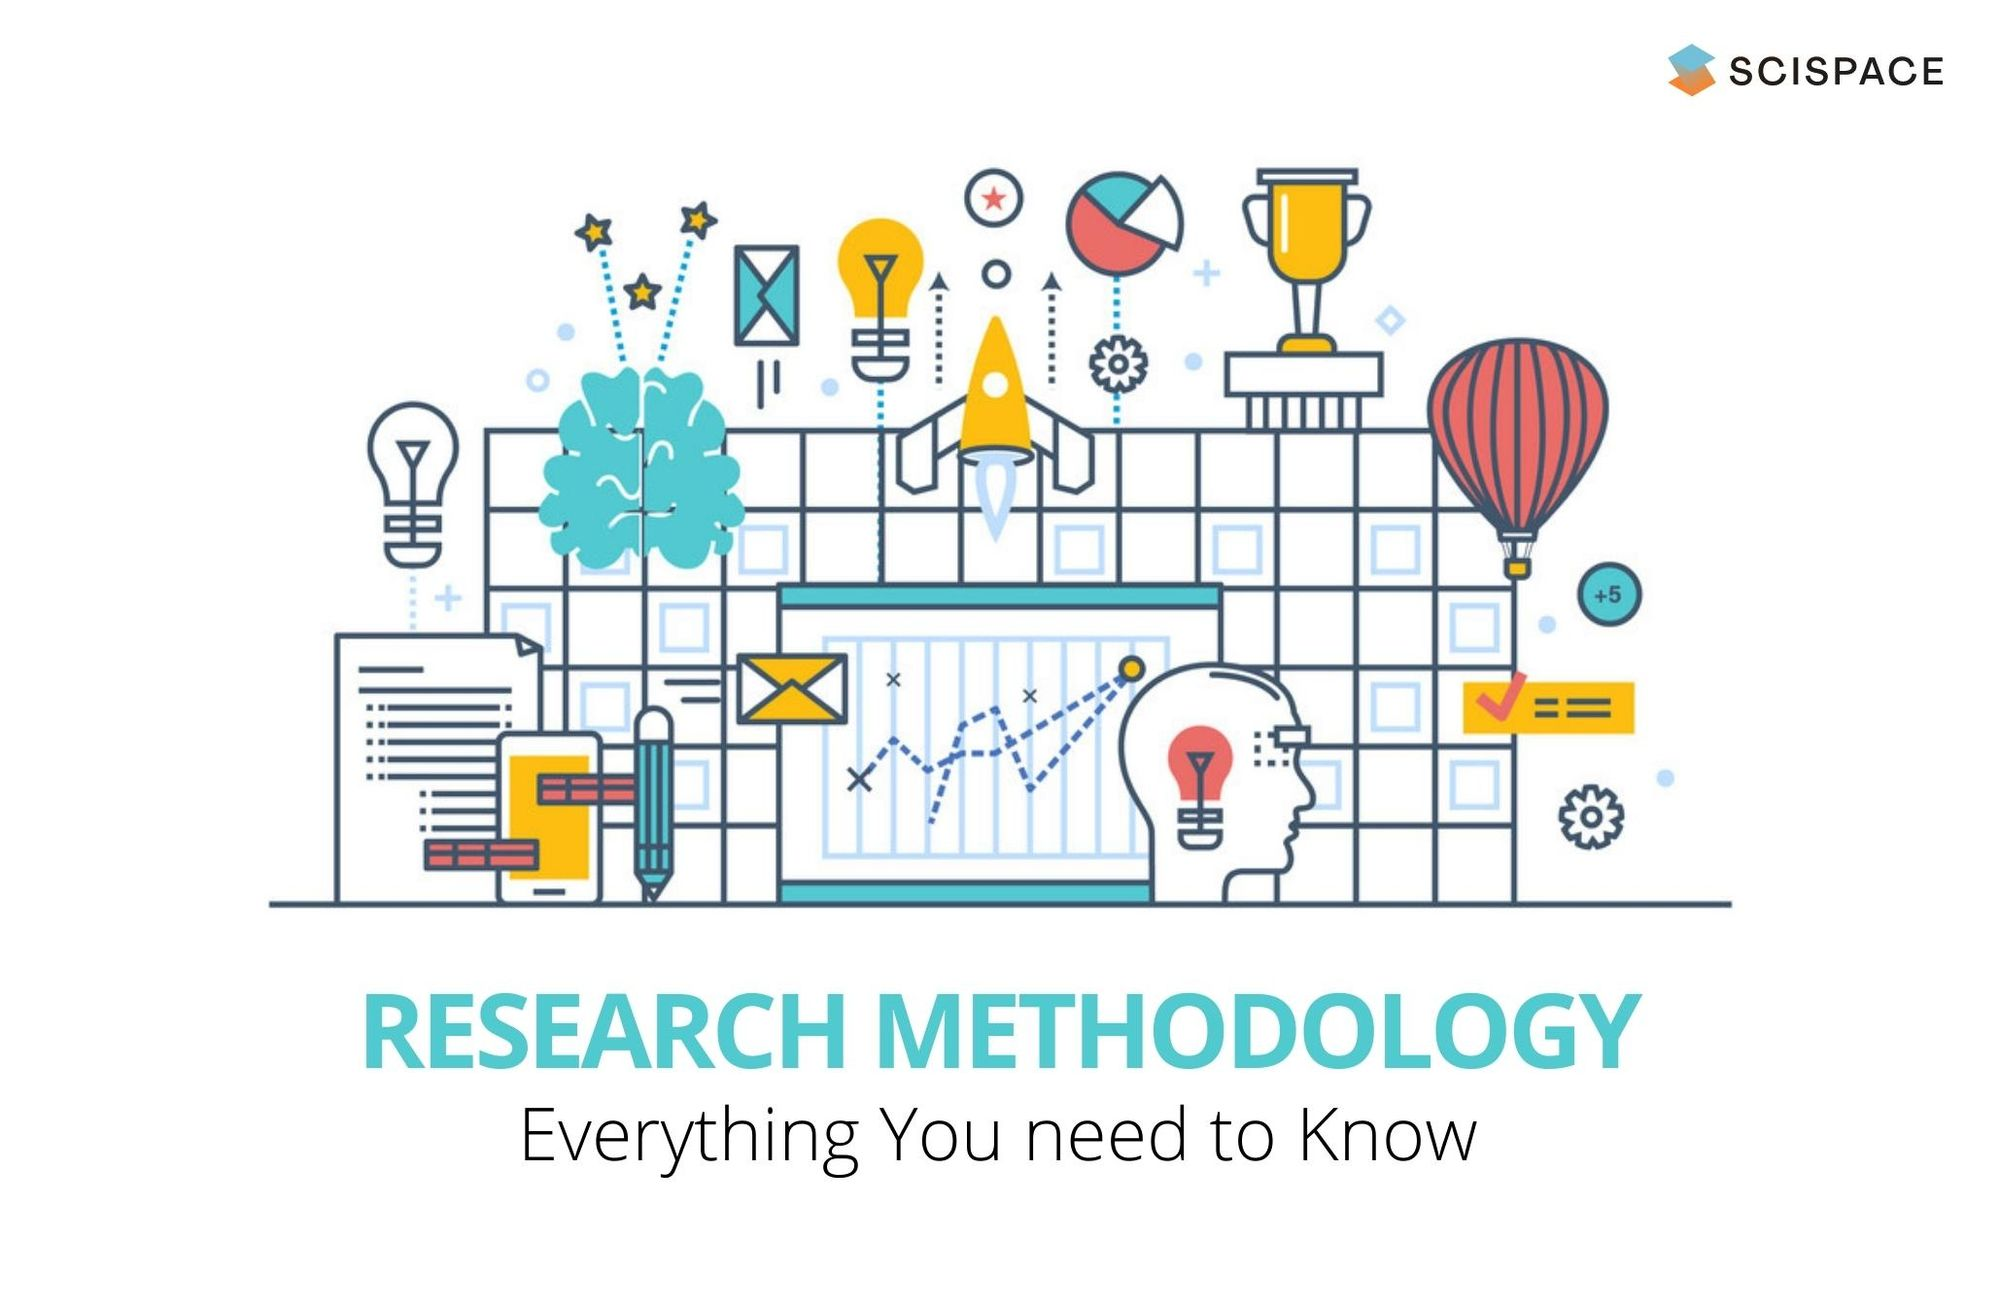 SCISPACE
+5
RESEARCH METHODOLOGY
Everything You need to Know